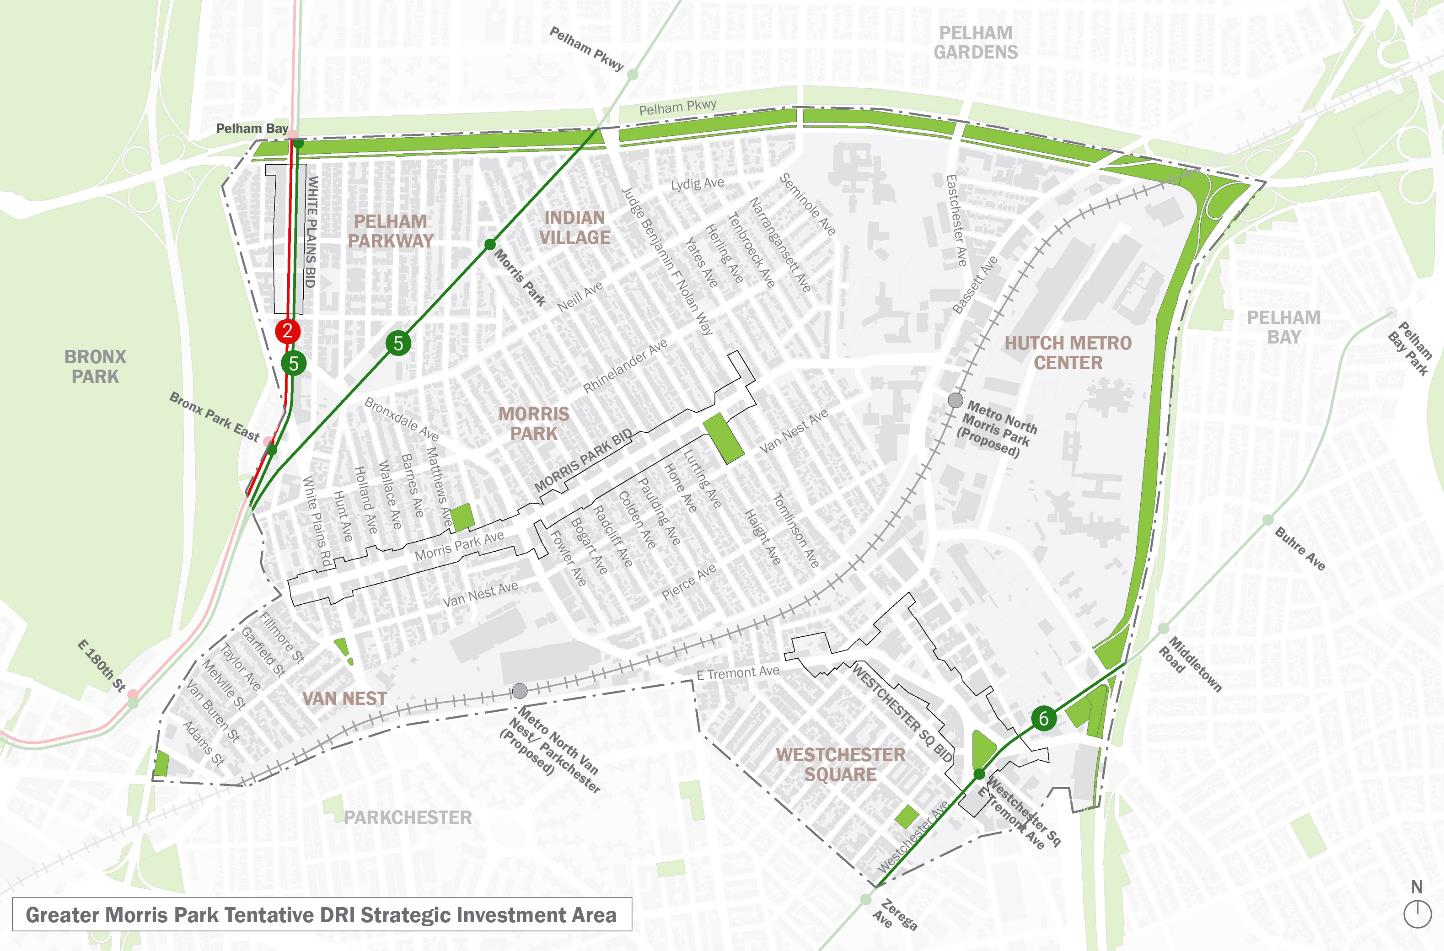 PELHAM
GARDENS
Pelham Pkwy
Pelham Pkwy
Pelham Bay
WHITE PLAINS BID
PELHAM
PARKWAY
INDIAN
VILLAGE
Lydig Ave
Judge Benjamin F Nolan Way
Seminole Ave
Narrangansett Ave
Tenbroeck Ave
Herling Ave
Yates Ave
Eastchester Ave
Bassett Ave
Morris Park
Neill Ave
2
5
5
BRONX
PARK
HUTCH METRO
CENTER
PELHAM
BAY
Pelham
Bay Park
Rhinelander Ave
Bronx Park East
Bronxdale Ave
MORRIS
PARK
MORRIS PARK BID
Van Nest Ave
Metro North
Morris Park
(Proposed)
White Plains Rd
Hunt Ave
Holland Ave
Wallace Ave
Barnes Ave
Matthews Ave
Morris Park Ave
Fowler Ave
Bogart Ave
Radcliff Ave
Colden Ave
Paulding Ave
Hone Ave
Lurting Ave
Haight Ave
Tomlinson Ave
Pierce Ave
Van Nest Ave
Buhre Ave
Middletown
Road
E 180th St
Fillmore St
Garfield St
Taylor Ave
Melville St
Van Buren St
Adams St
VAN NEST
E Tremont Ave
Metro North Van
Nest/ Parkchester
(Proposed)
WESTCHESTER SQ BID
WESTCHESTER
SQUARE
6
Westchester Sq
E Tremont Ave
Westchester Ave
PARKCHESTER
Zerega
Ave
Greater Morris Park Tentative DRI Strategic Investment Area
N